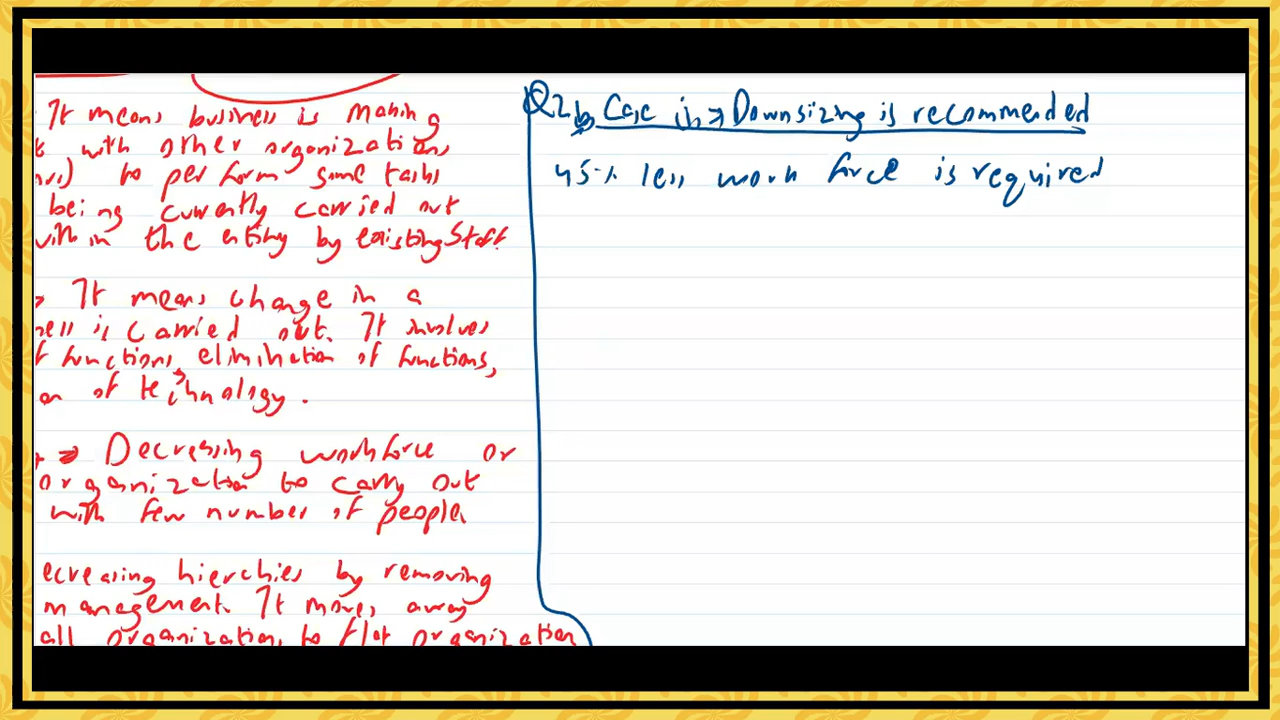 It means business is making
with other organizations
to perform some tasks
being currently carried out
within the entity by existing staff.
It means change in a
is carried out. It involves
functions, elimination of functions,
of technology.
Decreasing workforce or
organization to carry out
with few number of people
ecreasing hierchies by removing
management. It moves away
all organization to flat organization
Q2b Case i => Downsizing is recommended
45% less work force is required